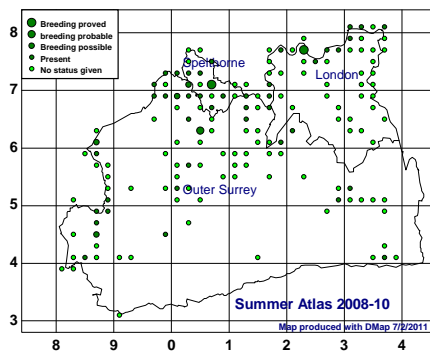 8
7
6
5
4
3
Breeding proved
breeding probable
Breeding possible
Present
No status given
Spelthorne
London
Outer Surrey
Summer Atlas 2008-10
Map produced with DMap 7/2/2011
8 9 0 1 2 3 4